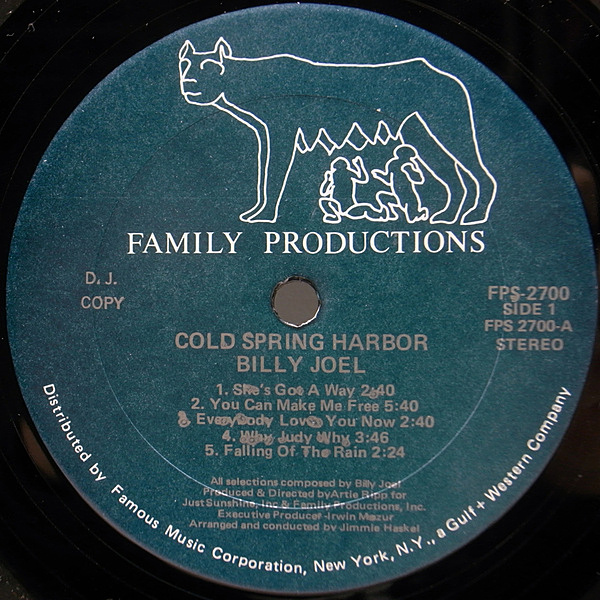 FAMILY PRODUCTIONS
D.J.
COPY
FPS-2700
SIDE 1
FPS 2700-A
STEREO
COLD SPRING HARBOR
BILLY JOEL
1. She's Got A Way 2:40
2. You Can Make Me Free 5:40
3. Everybody Loves You Now 2:40
4. Why Judy Why 3:46
5. Falling Of The Rain 2:24
All selections composed by Billy Joel
Produced & Directed by Artie Ripp for
Just Sunshine, Inc & Family Productions, Inc.
Executive Producer-Irwin Mazur
Arranged and conducted by Jimmie Haskel
Distributed by Famous Music Corporation, New York, N.Y., a Gulf + Western Company